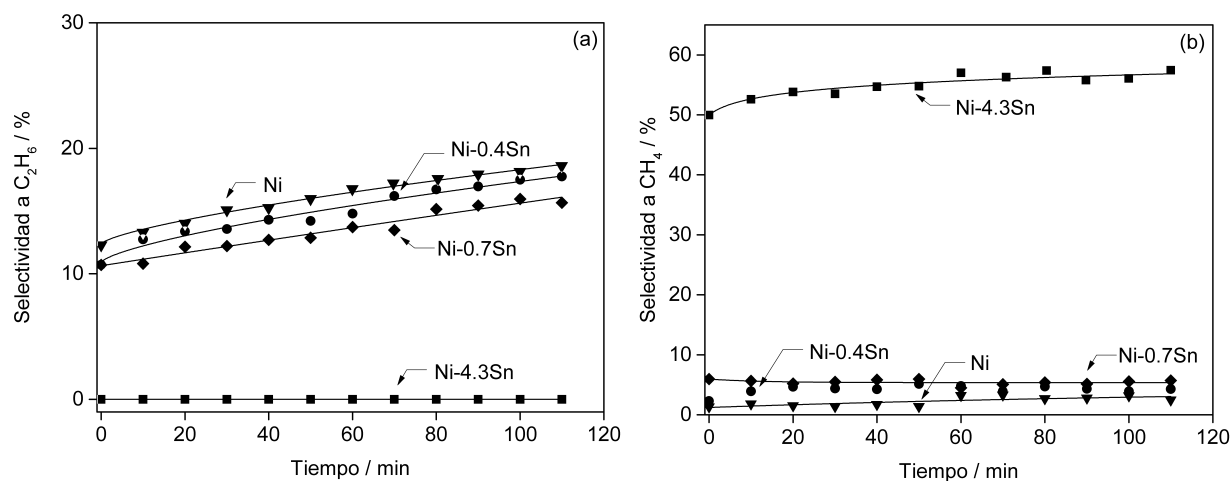 (a)
30
20
10
0
Selectividad a C₂H₆ / %
Ni
Ni-0.4Sn
Ni-0.7Sn
Ni-4.3Sn
0 20 40 60 80 100 120
Tiempo / min
(b)
60
50
40
30
20
10
0
Selectividad a CH₄ / %
Ni-4.3Sn
Ni-0.4Sn
Ni
Ni-0.7Sn
0 20 40 60 80 100 120
Tiempo / min